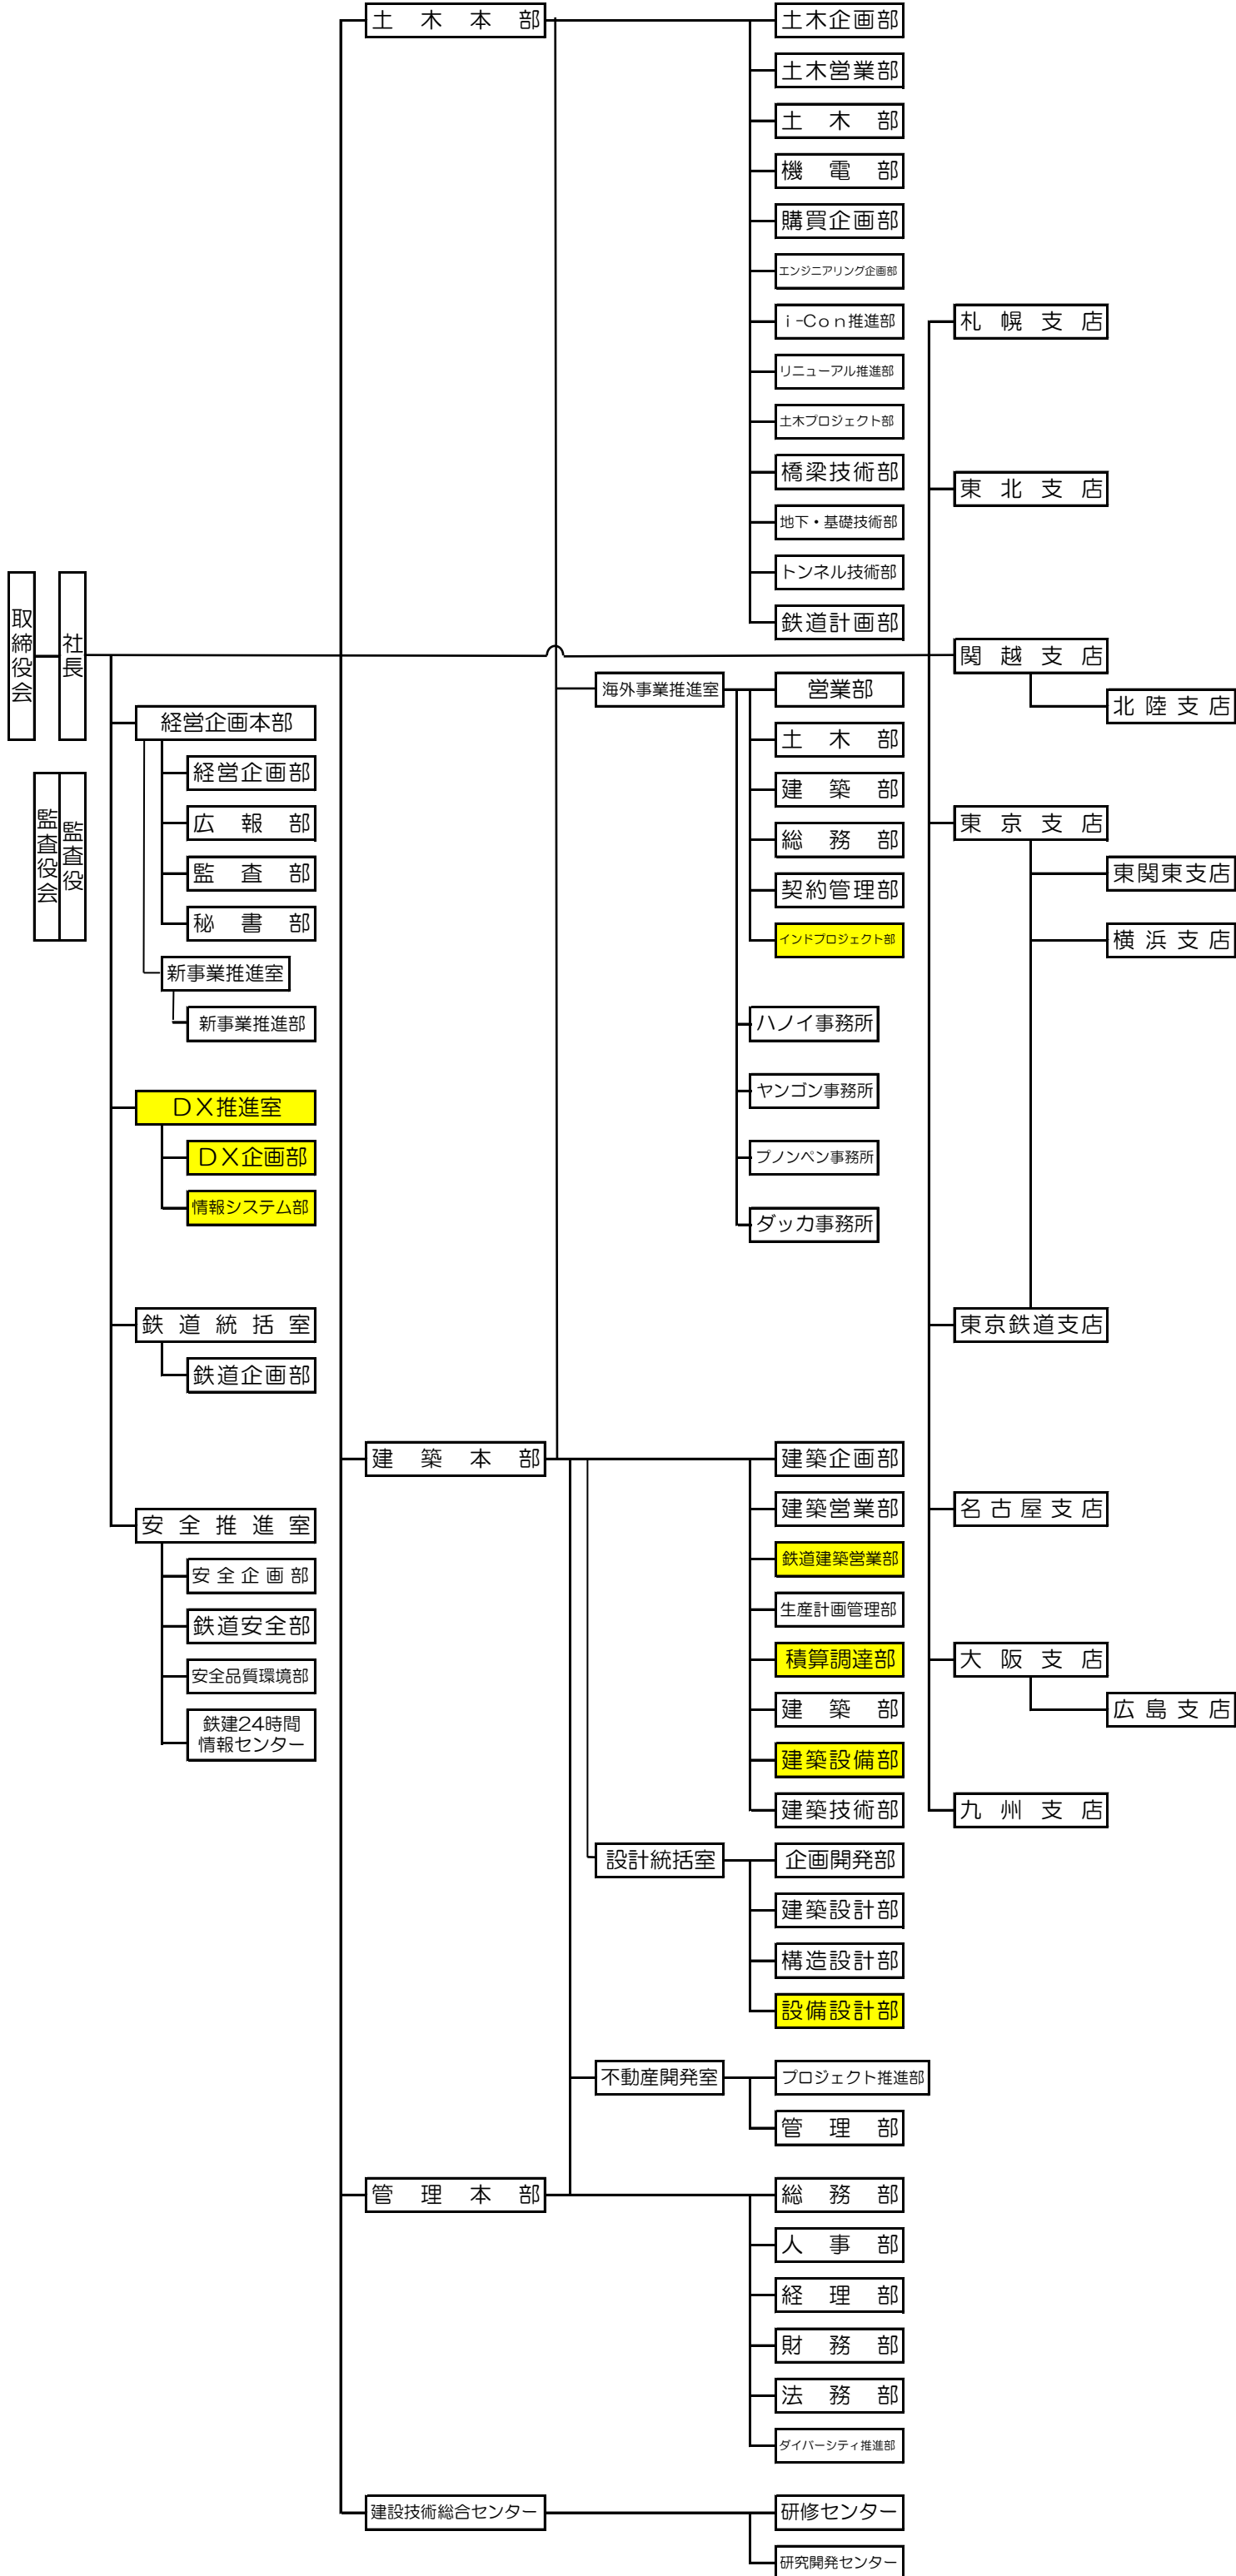 取締役会
社長
監査役会
監査役
経営企画本部
経営企画部
広報部
監査部
秘書部
新事業推進室
新事業推進部
DX推進室
DX企画部
情報システム部
鉄道統括室
鉄道企画部
安全推進室
安全企画部
鉄道安全部
安全品質環境部
鉄建24時間
情報センター
土木本部
土木企画部
土木営業部
土木部
機電部
購買企画部
エンジニアリング企画部
i-Con推進部
リニューアル推進部
土木プロジェクト部
橋梁技術部
地下・基礎技術部
トンネル技術部
鉄道計画部
海外事業推進室
営業部
土木部
建築部
総務部
契約管理部
インドプロジェクト部
ハノイ事務所
ヤンゴン事務所
プノンペン事務所
ダッカ事務所
建築本部
建築企画部
建築営業部
鉄道建築営業部
生産計画管理部
積算調達部
建築部
建築設備部
建築技術部
設計統括室
企画開発部
建築設計部
構造設計部
設備設計部
不動産開発室
プロジェクト推進部
管理部
管理本部
総務部
人事部
経理部
財務部
法務部
ダイバーシティ推進部
建設技術総合センター
研修センター
研究開発センター
札幌支店
東北支店
関越支店
北陸支店
東京支店
東関東支店
横浜支店
東京鉄道支店
名古屋支店
大阪支店
広島支店
九州支店